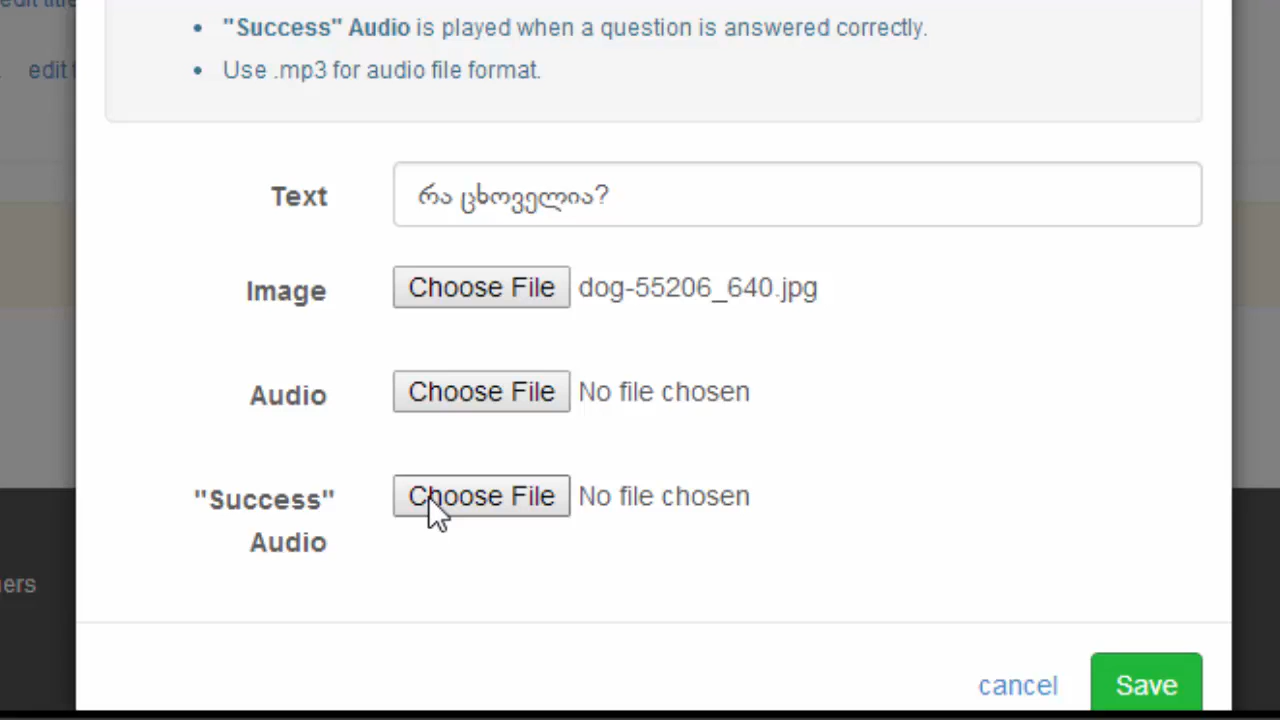 "Success" Audio is played when a question is answered correctly.
edit
Use .mp3 for audio file format.
Text
რა ცხოველია?
Image
Choose File dog-55206_640.jpg
Audio
Choose File No file chosen
"Success"
Audio
Choose File No file chosen
ers
cancel
Save